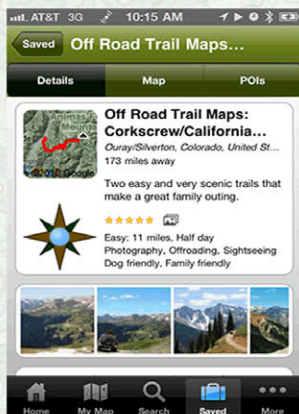 AT&T 3G 10:15 AM
Saved Off Road Trail Maps...
Details Map POIs
Animas F
Mounta
©2010 Google
Off Road Trail Maps:
Corkscrew/California...
Ouray/Silverton, Colorado, United St...
173 miles away
Two easy and very scenic trails that
make a great family outing.
Easy: 11 miles, Half day
Photography, Offroading, Sightseeing
Dog friendly, Family friendly
Home My Map Search Saved More